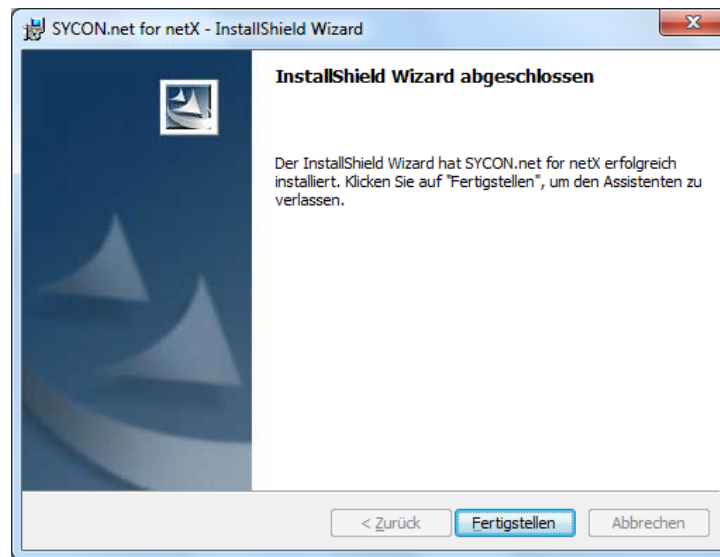 SYCON.net for netX - InstallShield Wizard
InstallShield Wizard abgeschlossen
Der InstallShield Wizard hat SYCON.net for netX erfolgreich
installiert. Klicken Sie auf "Fertigstellen", um den Assistenten zu
verlassen.
< Zurück Fertigstellen Abbrechen